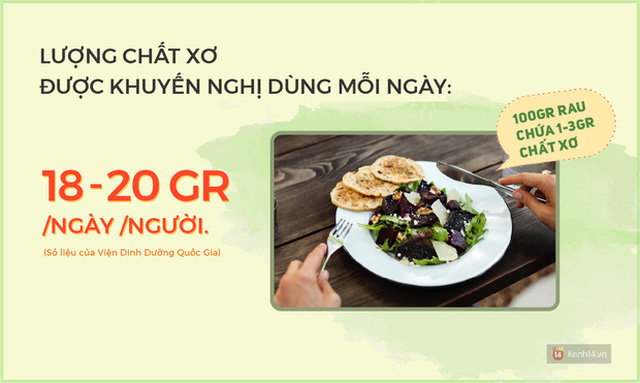 LƯỢNG CHẤT XƠ
ĐƯỢC KHUYẾN NGHỊ DÙNG MỖI NGÀY:
18 - 20 GR
/NGÀY /NGƯỜI.
(Số liệu của Viện Dinh Dưỡng Quốc Gia)
100GR RAU
CHỨA 1-3GR
CHẤT XƠ
14 Kenh14.vn